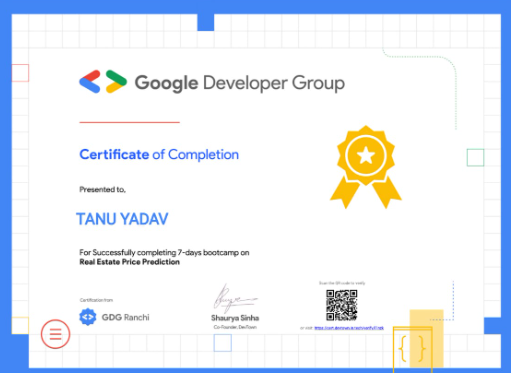 Google Developer Group
Certificate of Completion
Presented to,
TANU YADAV
For Successfully completing 7-days bootcamp on
Real Estate Price Prediction
Certification from
GDG Ranchi
Shaurya Sinha
Co-Founder, DevTown
Scan the QR code to verify
or visit
{ }